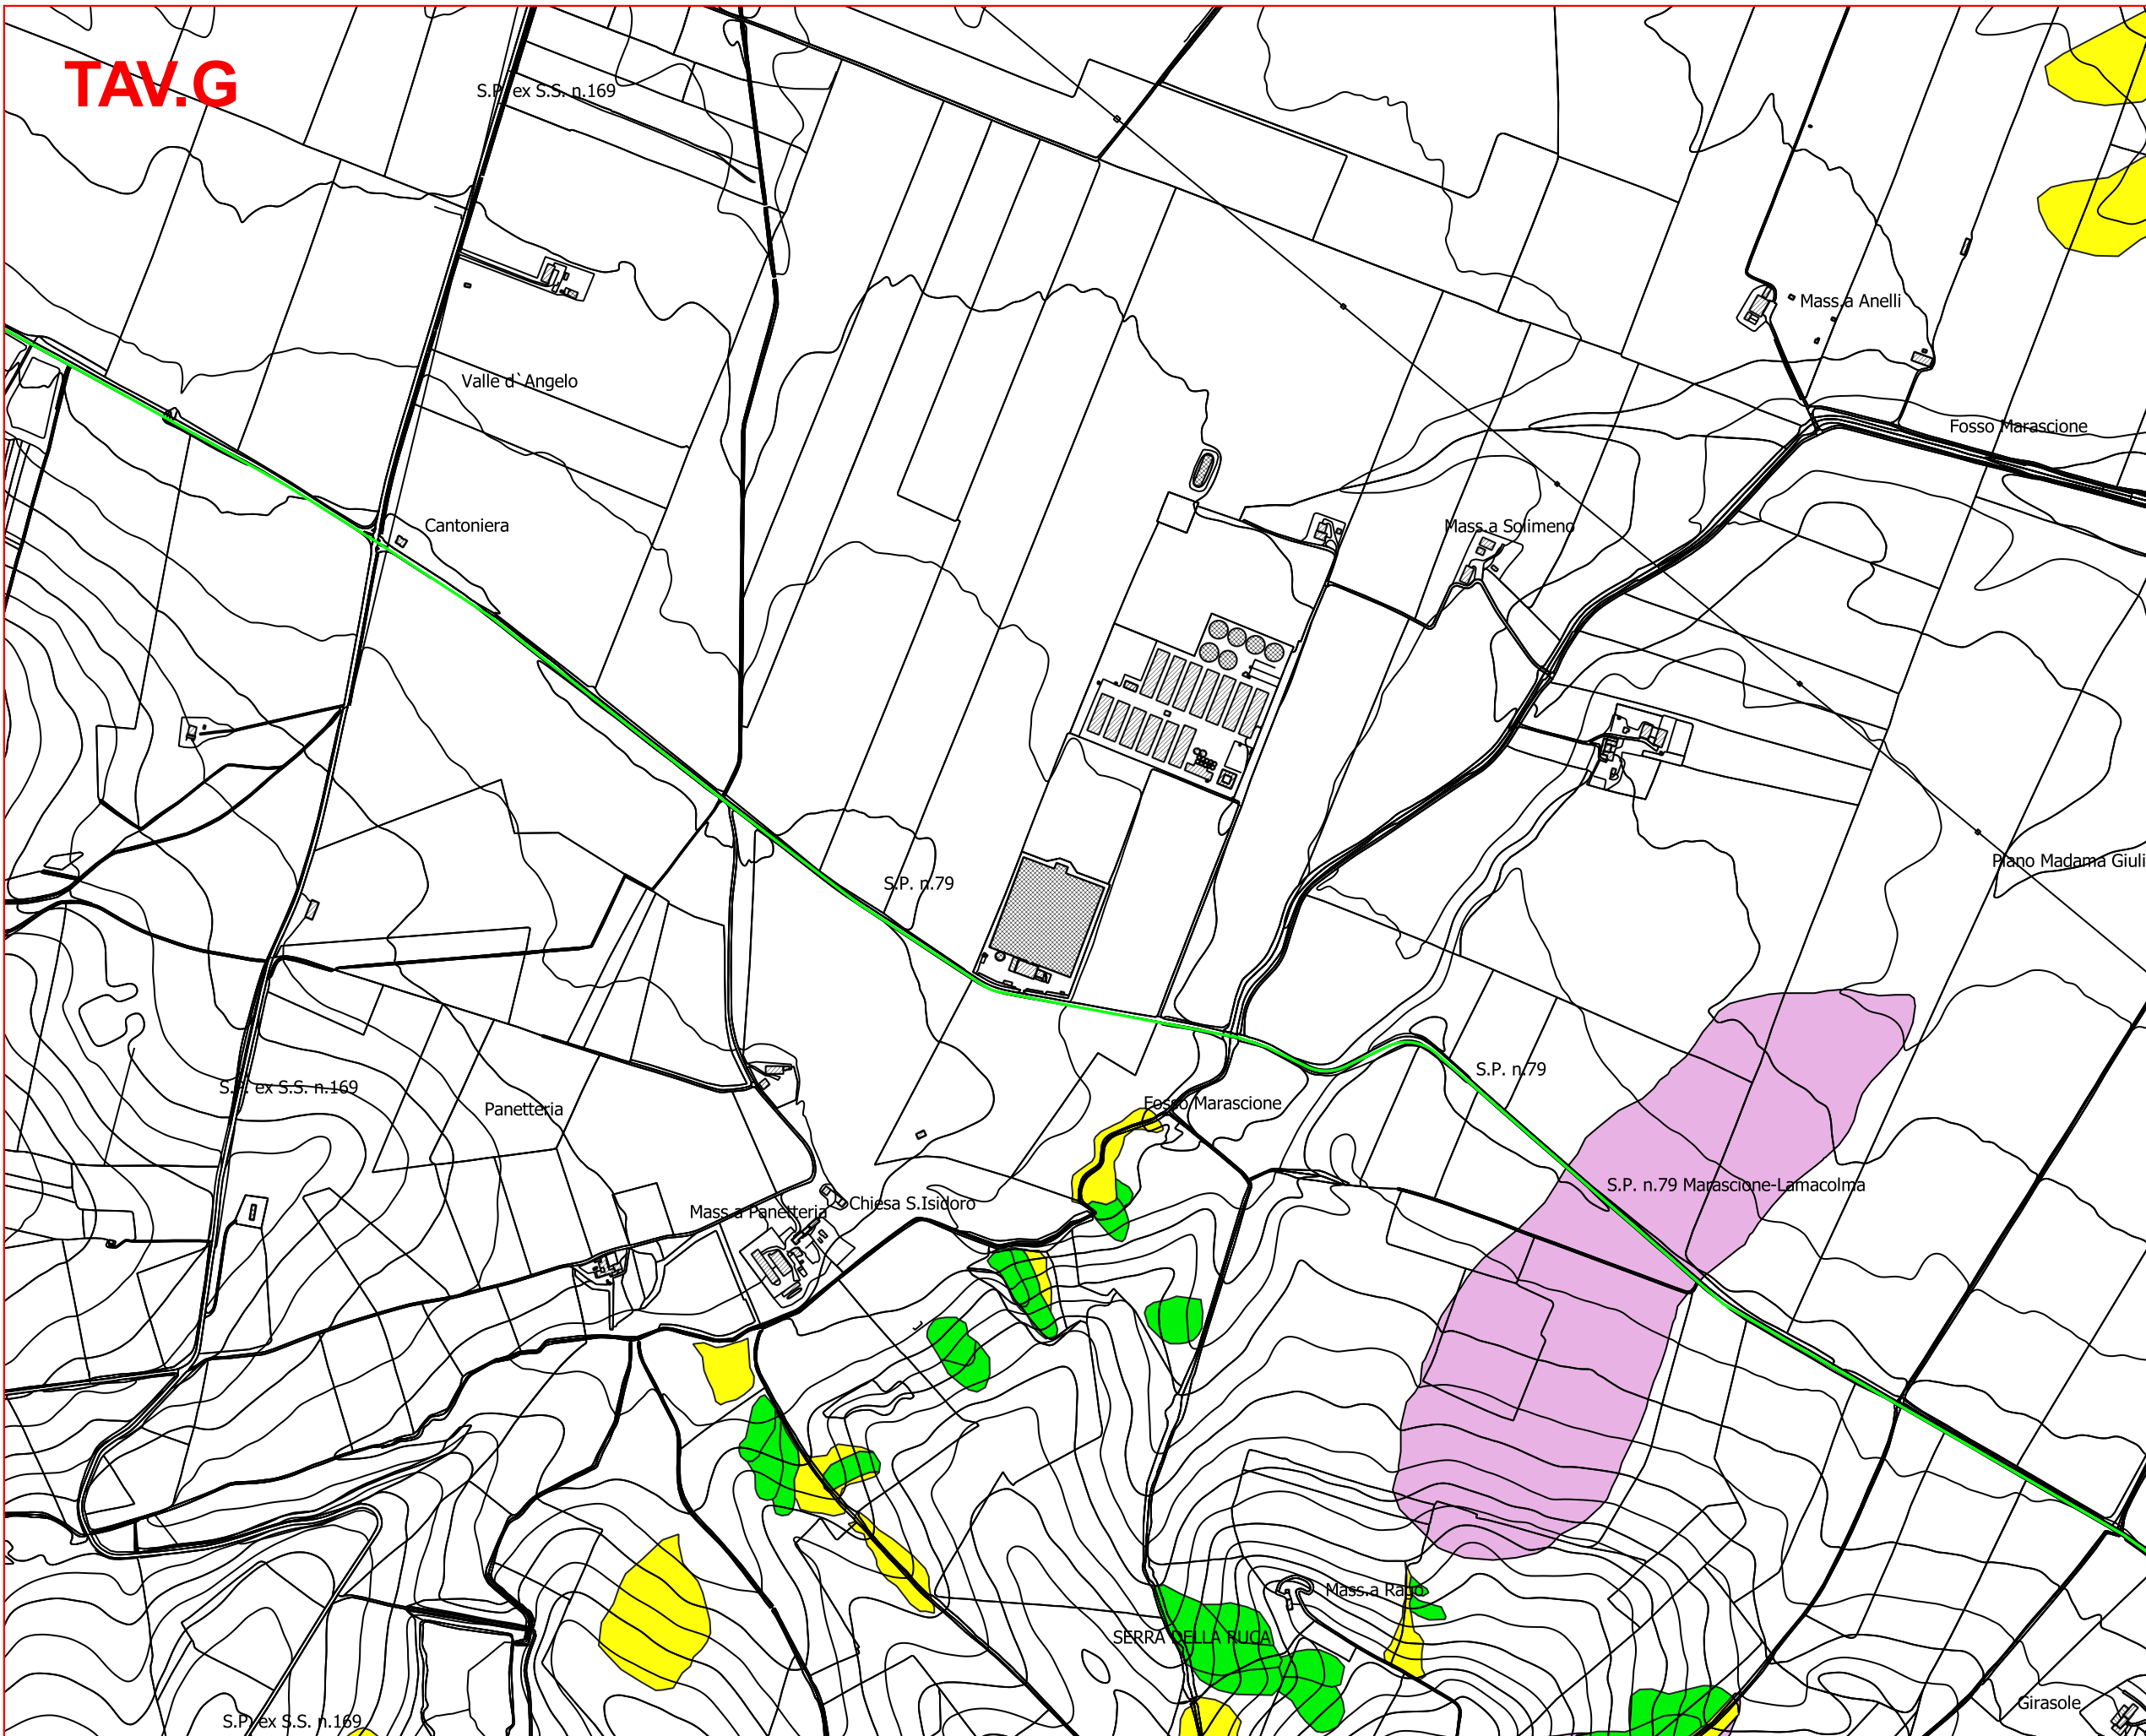 TAV.G
S.P. ex S.S. n.169
Mass.a Anelli
Valle d`Angelo
Fosso Marascione
Cantoniera
Mass.a Solimeno
Piano Madama Giuli
S.P. n.79
S.P. n.79
S.P. ex S.S. n.169
Panetteria
Fosso Marascione
S.P. n.79 Marascione-Lamacolma
Mass.a Panetteria
Chiesa S.Isidoro
Mass.a Rago
SERRA DELLA RUCA
Girasole
S.P. ex S.S. n.169